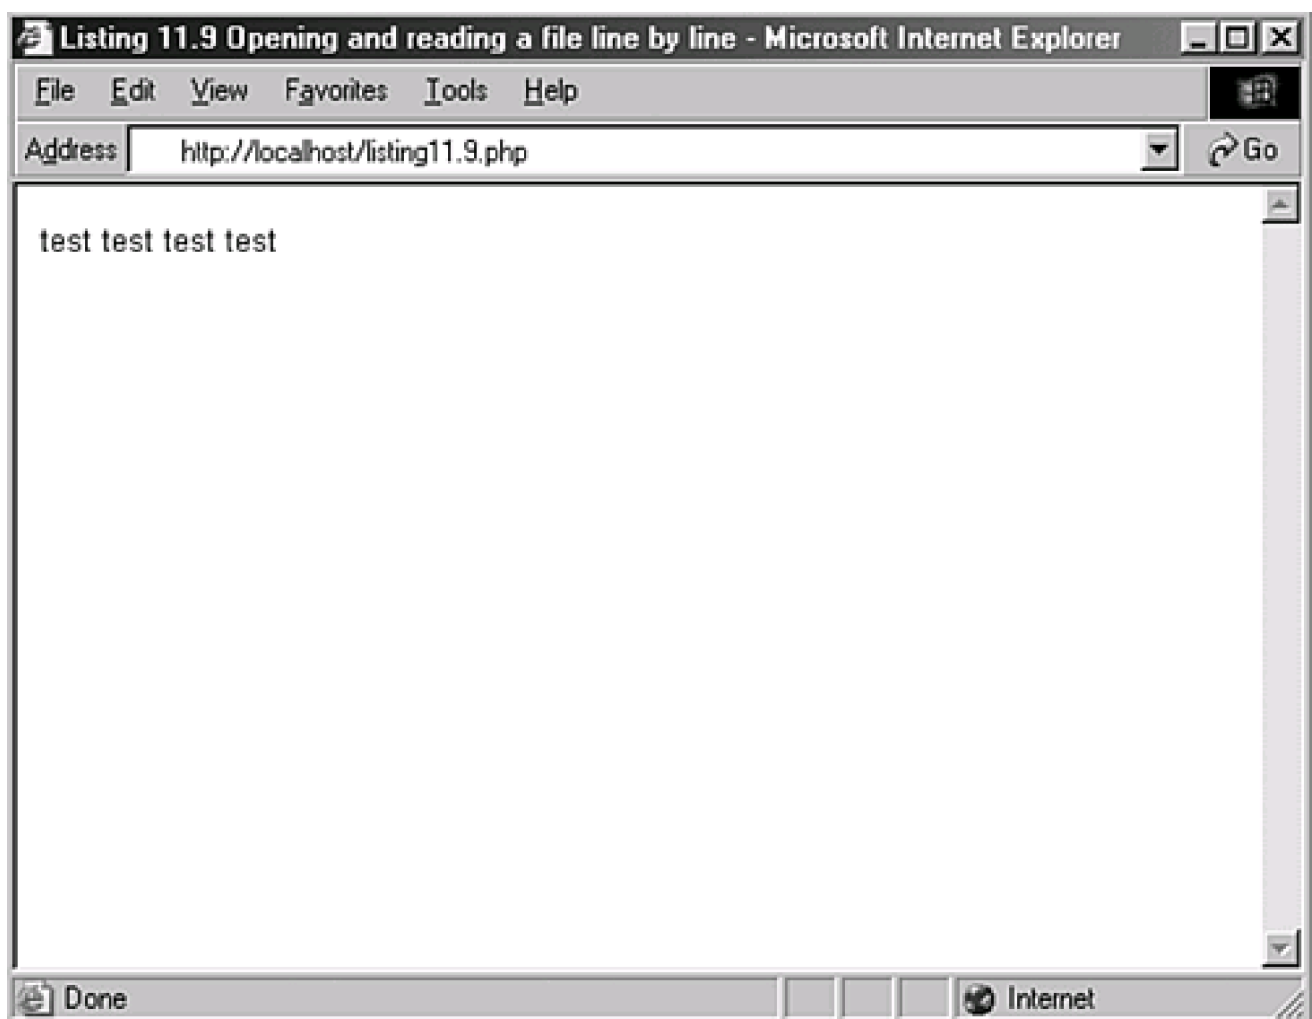 Listing 11.9 Opening and reading a file line by line - Microsoft Internet Explorer
File Edit View Favorites Tools Help
Address http://localhost/listing11.9.php Go
test test test test
Done Internet